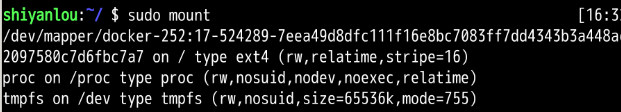 shiyanlou:~/ $ sudo mount [16:3
/dev/mapper/docker-252:17-524289-7eea49d8dfc111f16e8bc7083ff7dd4343b3a448a
2097580c7d6fbc7a7 on / type ext4 (rw,relatime,stripe=16)
proc on /proc type proc (rw,nosuid,nodev,noexec,relatime)
tmpfs on /dev type tmpfs (rw,nosuid,size=65536k,mode=755)